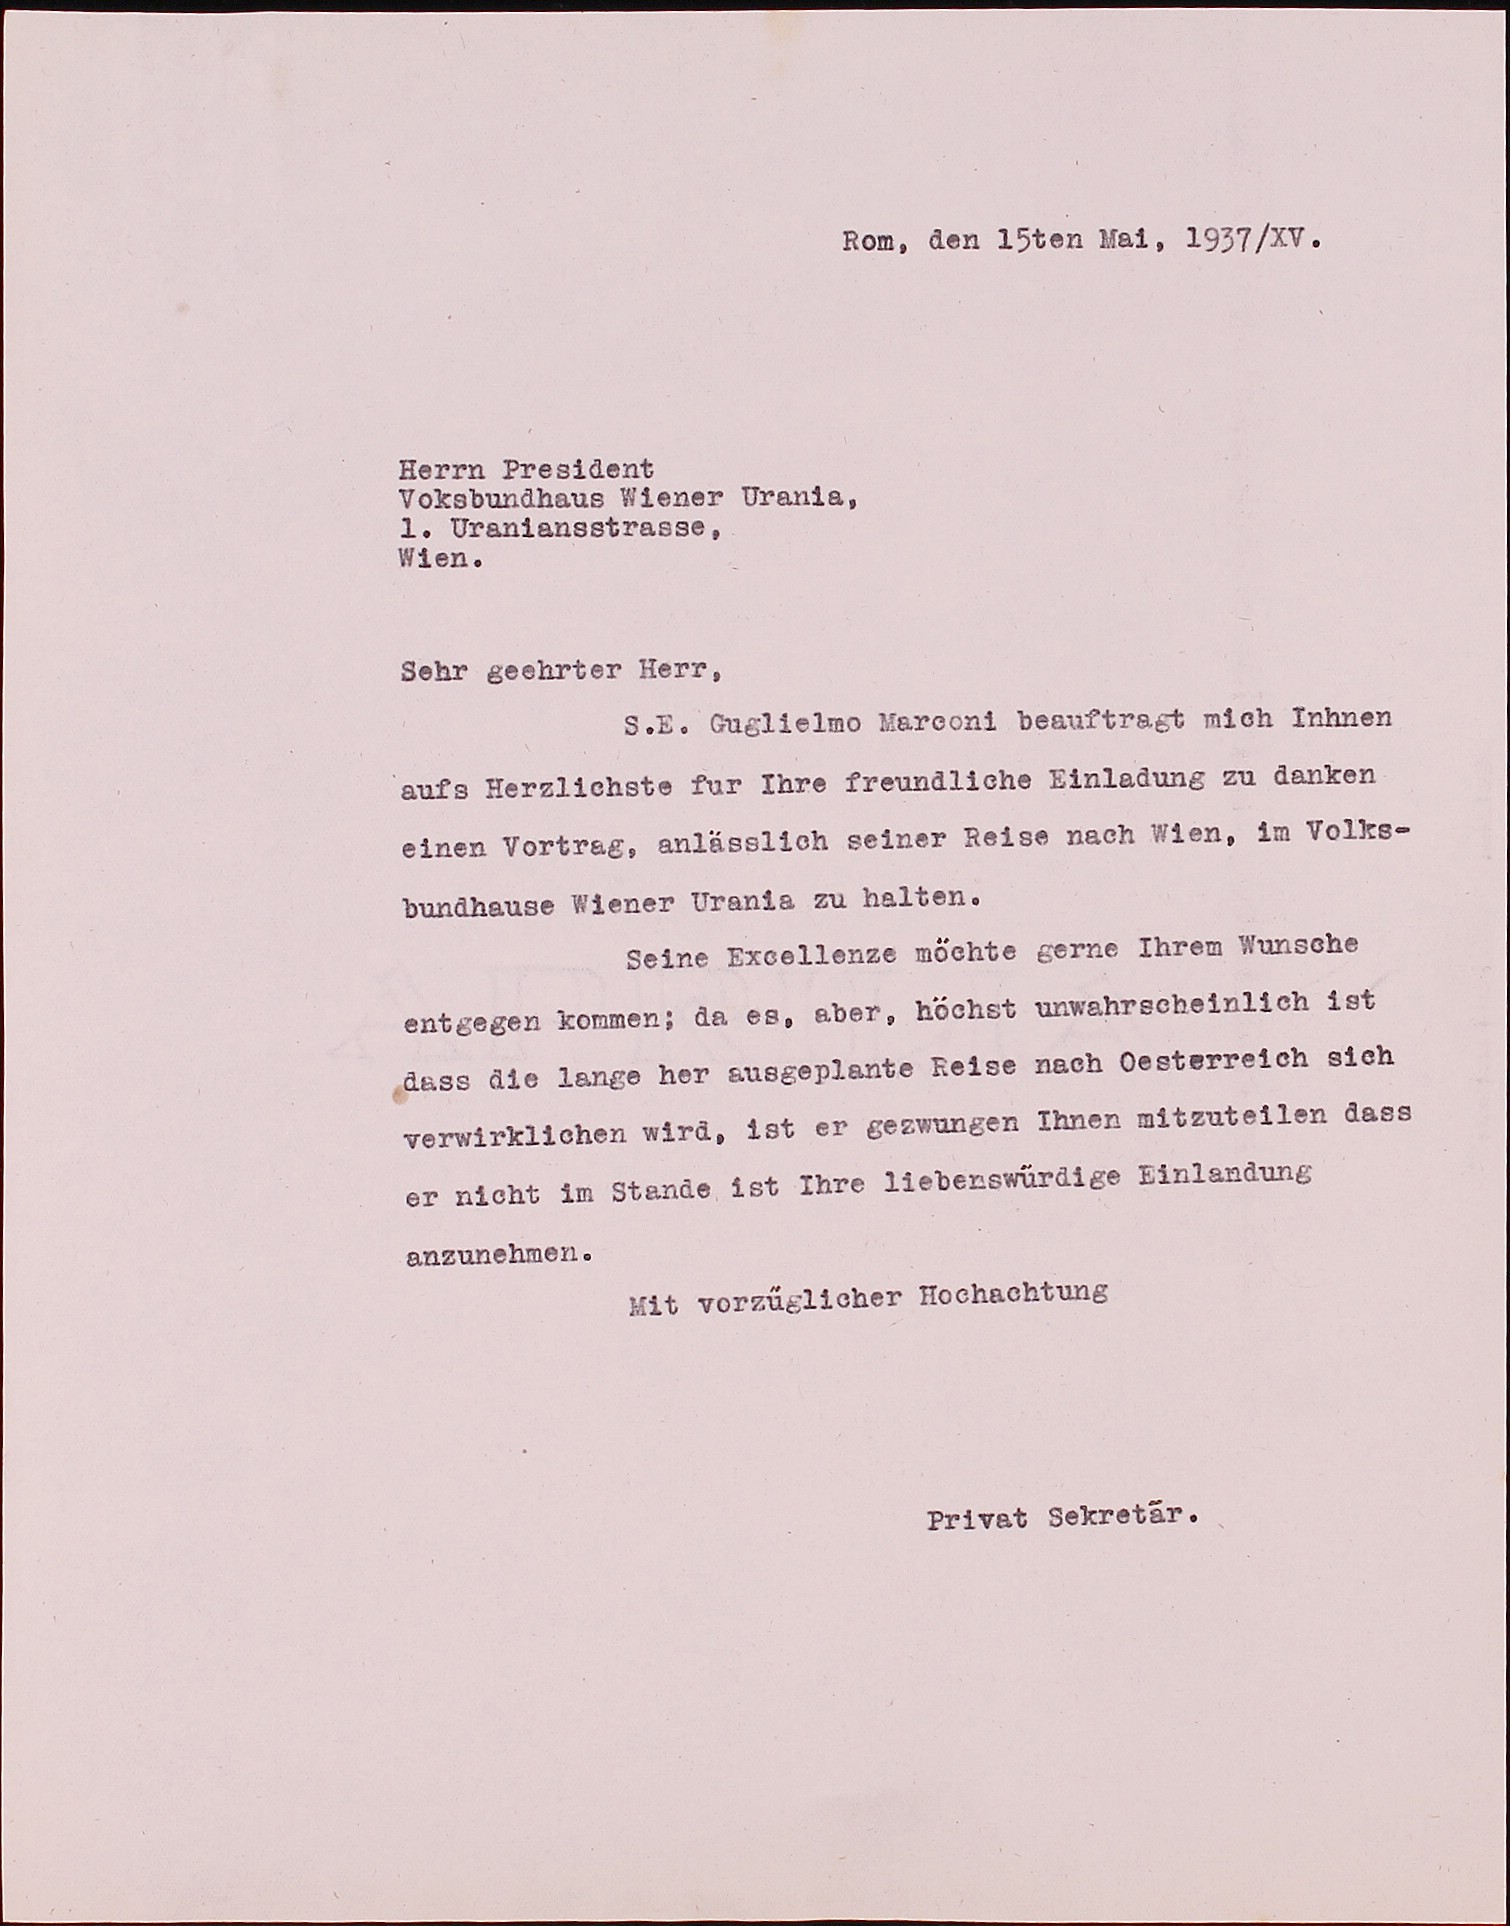 Rom, den 15ten Mai, 1937/XV.
Herrn President
Voksbundhaus Wiener Urania,
1. Uraniansstrasse,
Wien.
Sehr geehrter Herr,
S.E. Guglielmo Marconi beauftragt mich Inhnen
aufs Herzlichste fur Ihre freundliche Einladung zu danken
einen Vortrag, anlässlich seiner Reise nach Wien, im Volks-
bundhause Wiener Urania zu halten.
Seine Excellenze möchte gerne Ihrem Wunsche
entgegen kommen; da es, aber, höchst unwahrscheinlich ist
dass die lange her ausgeplante Reise nach Oesterreich sich
verwirklichen wird, ist er gezwungen Ihnen mitzuteilen dass
er nicht im Stande ist Ihre liebenswürdige Einlandung
anzunehmen.
Mit vorzüglicher Hochachtung
Privat Sekretär.